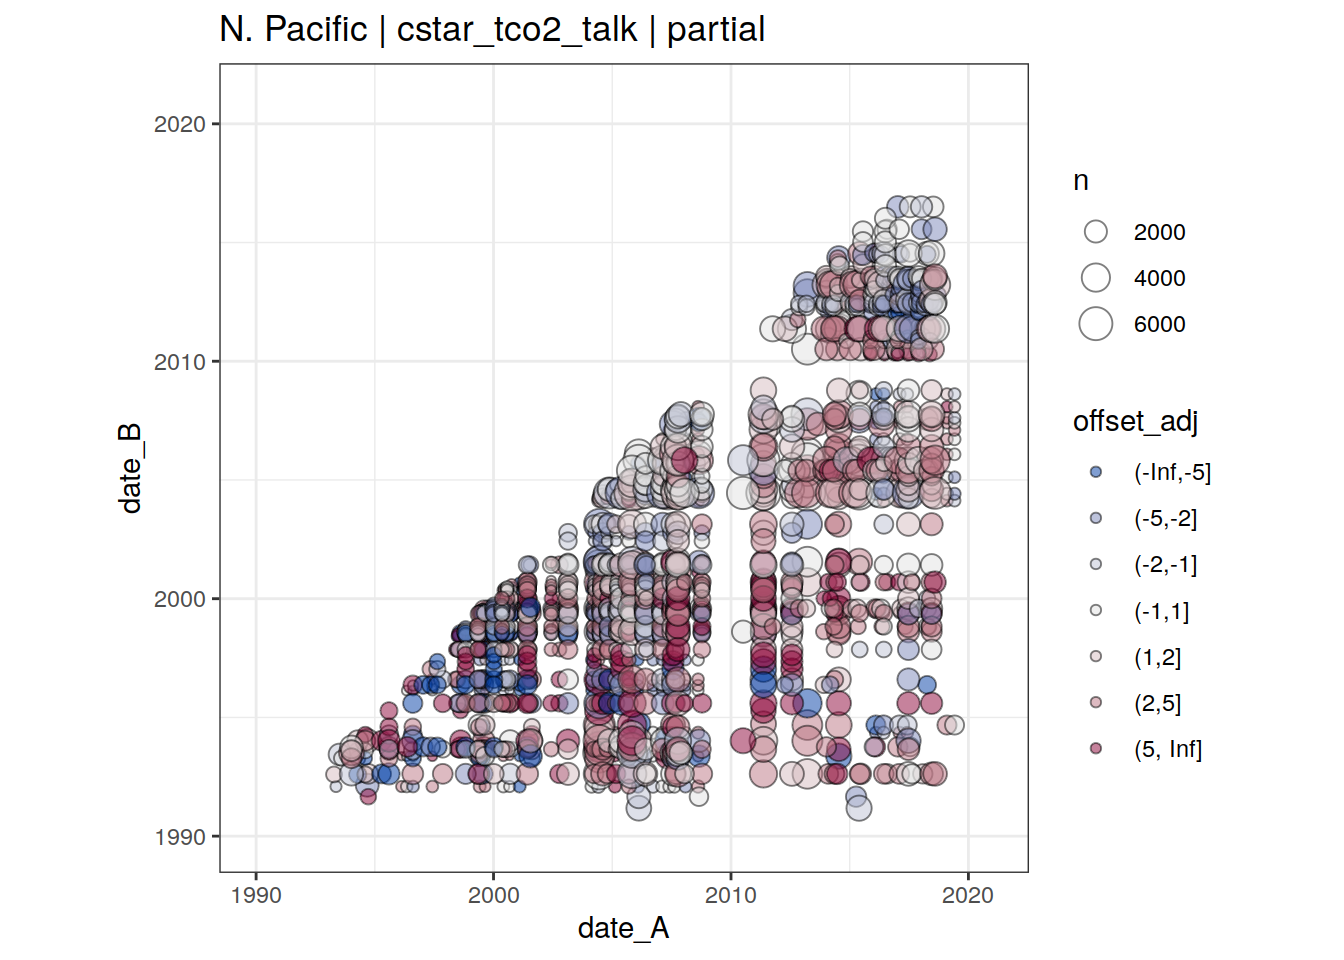 N. Pacific | cstar_tco2_talk | partial
2020
2010
2000
1990
date_B
1990
2000
2010
2020
date_A
n
2000
4000
6000
offset_adj
(-Inf,-5]
(-5,-2]
(-2,-1]
(-1,1]
(1,2]
(2,5]
(5, Inf]